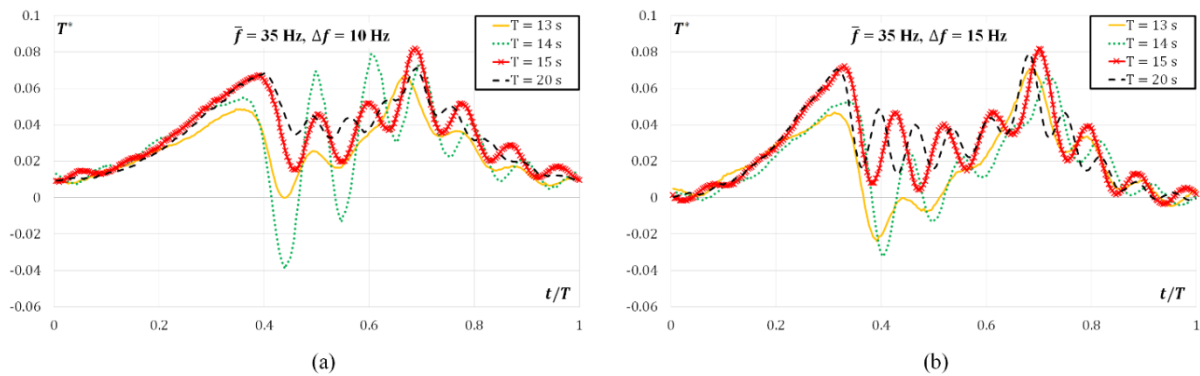 0.1
T*
f̄ = 35 Hz, Δf = 10 Hz
T = 13 s
T = 14 s
T = 15 s
T = 20 s
0.08
0.06
0.04
0.02
0
-0.02
-0.04
-0.06
t/T
0 0.2 0.4 0.6 0.8 1
(a)
0.1
T*
f̄ = 35 Hz, Δf = 15 Hz
T = 13 s
T = 14 s
T = 15 s
T = 20 s
0.08
0.06
0.04
0.02
0
-0.02
-0.04
-0.06
t/T
0 0.2 0.4 0.6 0.8 1
(b)